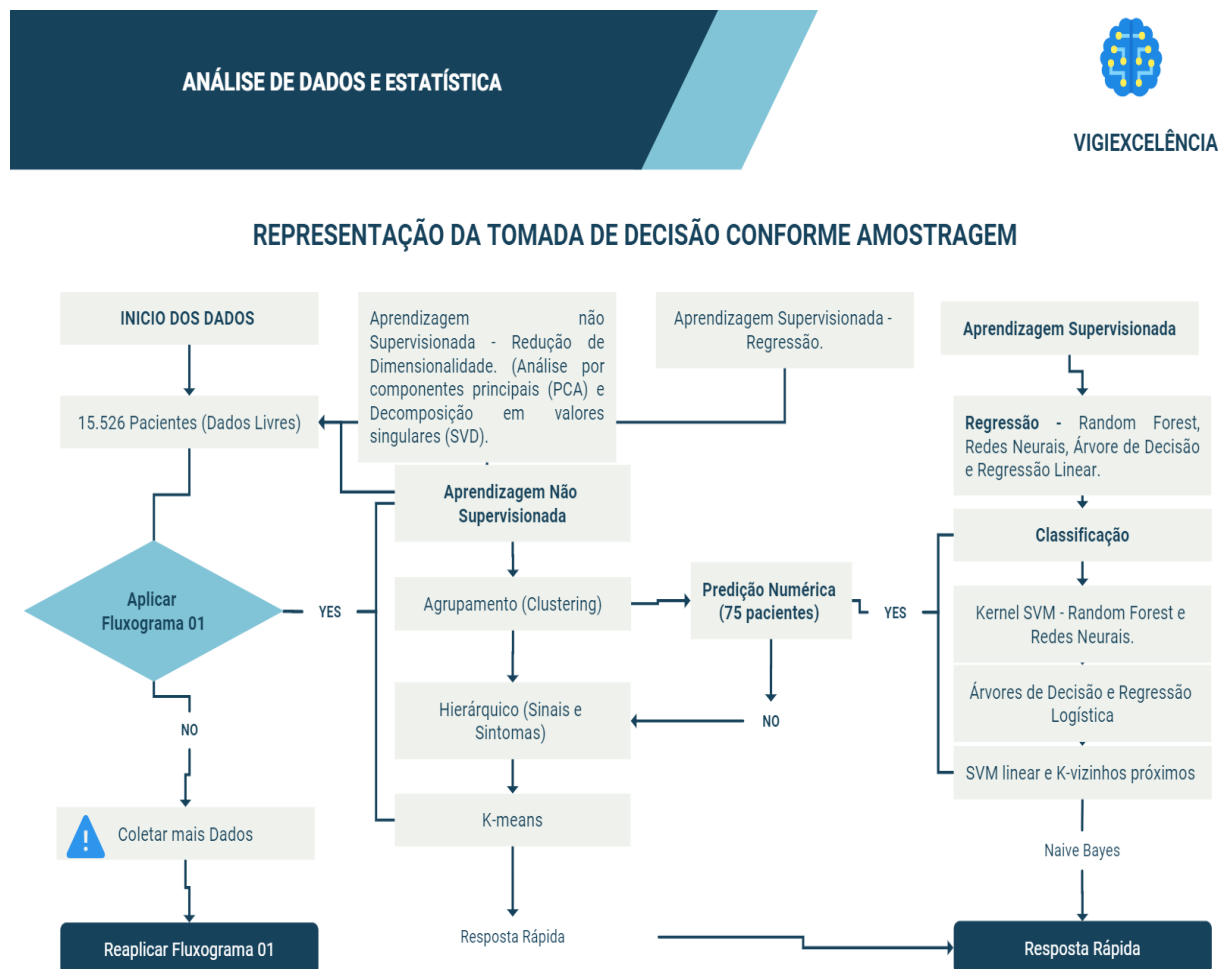 ANÁLISE DE DADOS E ESTATÍSTICA
VIGIEXCELÊNCIA
REPRESENTAÇÃO DA TOMADA DE DECISÃO CONFORME AMOSTRAGEM
INICIO DOS DADOS
15.526 Pacientes (Dados Livres)
Aplicar
Fluxograma 01
YES
NO
Coletar mais Dados
Reaplicar Fluxograma 01
Aprendizagem não
Supervisionada - Redução de
Dimensionalidade. (Análise por
componentes principais (PCA) e
Decomposição em valores
singulares (SVD).
Aprendizagem Não
Supervisionada
Agrupamento (Clustering)
Hierárquico (Sinais e
Sintomas)
K-means
Resposta Rápida
Aprendizagem Supervisionada -
Regressão.
Predição Numérica
(75 pacientes)
YES
NO
Aprendizagem Supervisionada
Regressão - Random Forest,
Redes Neurais, Árvore de Decisão
e Regressão Linear.
Classificação
Kernel SVM - Random Forest e
Redes Neurais.
Árvores de Decisão e Regressão
Logística
SVM linear e K-vizinhos próximos
Naive Bayes
Resposta Rápida